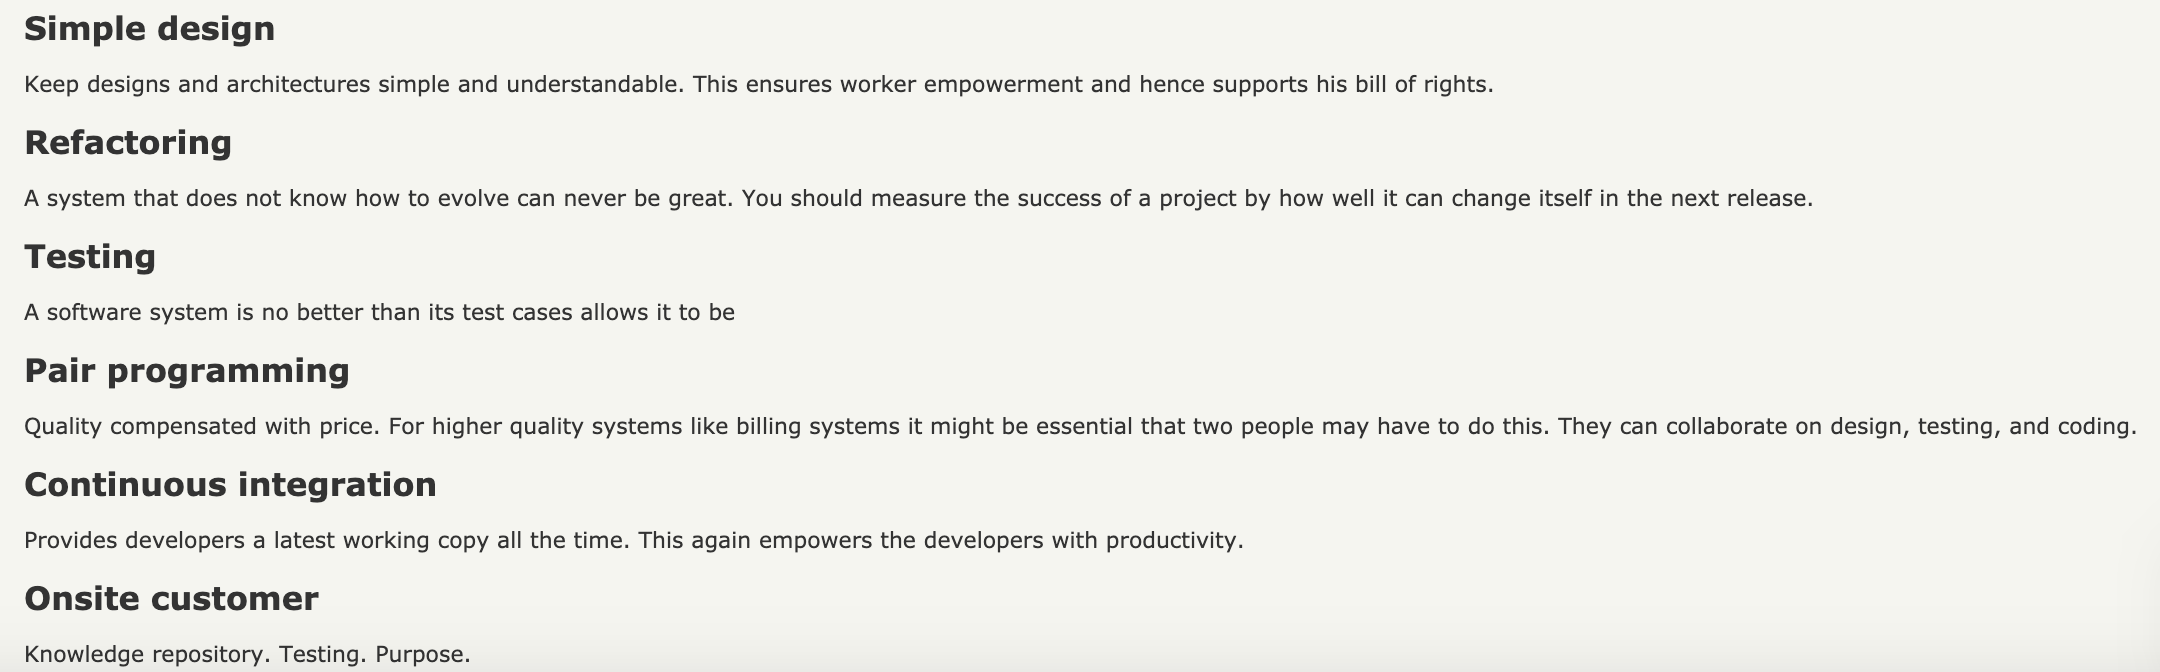 Simple design
Keep designs and architectures simple and understandable. This ensures worker empowerment and hence supports his bill of rights.
Refactoring
A system that does not know how to evolve can never be great. You should measure the success of a project by how well it can change itself in the next release.
Testing
A software system is no better than its test cases allows it to be
Pair programming
Quality compensated with price. For higher quality systems like billing systems it might be essential that two people may have to do this. They can collaborate on design, testing, and coding.
Continuous integration
Provides developers a latest working copy all the time. This again empowers the developers with productivity.
Onsite customer
Knowledge repository. Testing. Purpose.